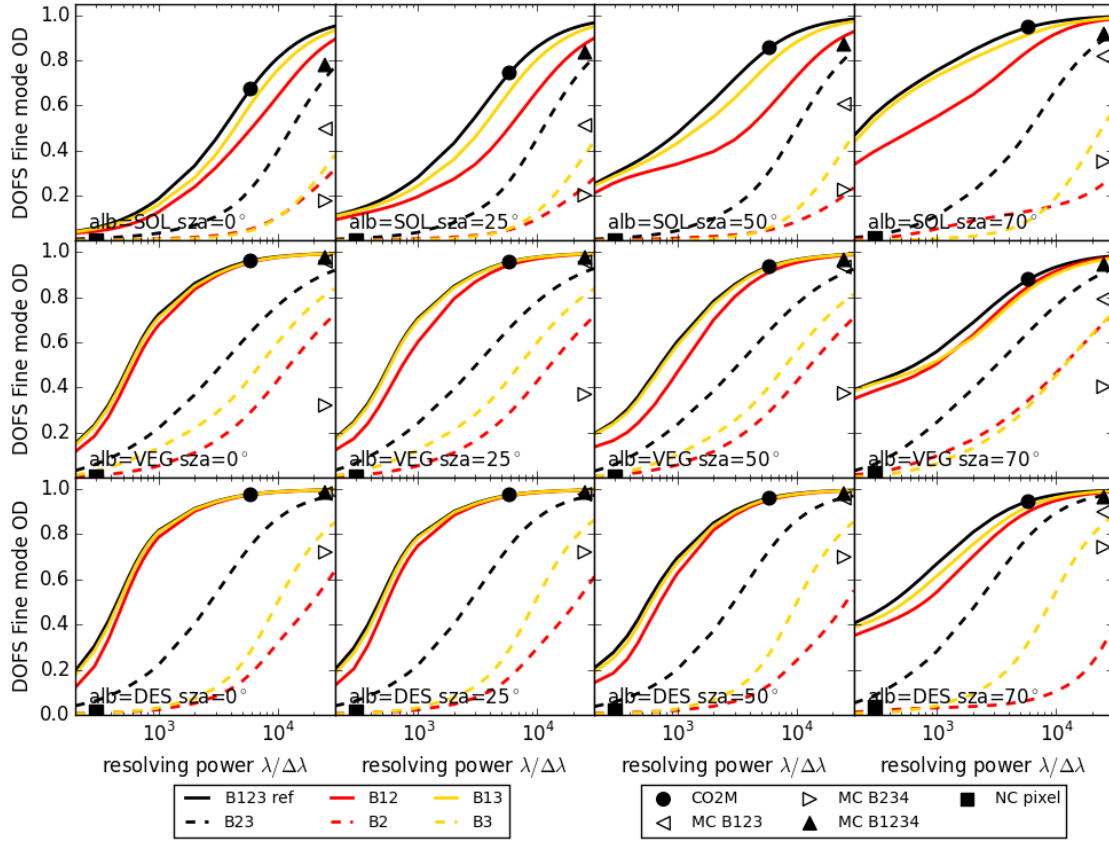 1.0
0.8
0.6
0.4
0.2
DOFS Fine mode OD
alb=SOL sza=0°
alb=SOL sza=25°
alb=SOL sza=50°
alb=SOL sza=70°
1.0
0.8
0.6
0.4
0.2
DOFS Fine mode OD
alb=VEG sza=0°
alb=VEG sza=25°
alb=VEG sza=50°
alb=VEG sza=70°
1.0
0.8
0.6
0.4
0.2
0.0
DOFS Fine mode OD
alb=DES sza=0°
alb=DES sza=25°
alb=DES sza=50°
alb=DES sza=70°
10³ 10⁴ 10³ 10⁴ 10³ 10⁴ 10³ 10⁴
resolving power λ/Δλ resolving power λ/Δλ resolving power λ/Δλ resolving power λ/Δλ
B123 ref B12 B13
B23 B2 B3
CO2M MC B234 NC pixel
MC B123 MC B1234